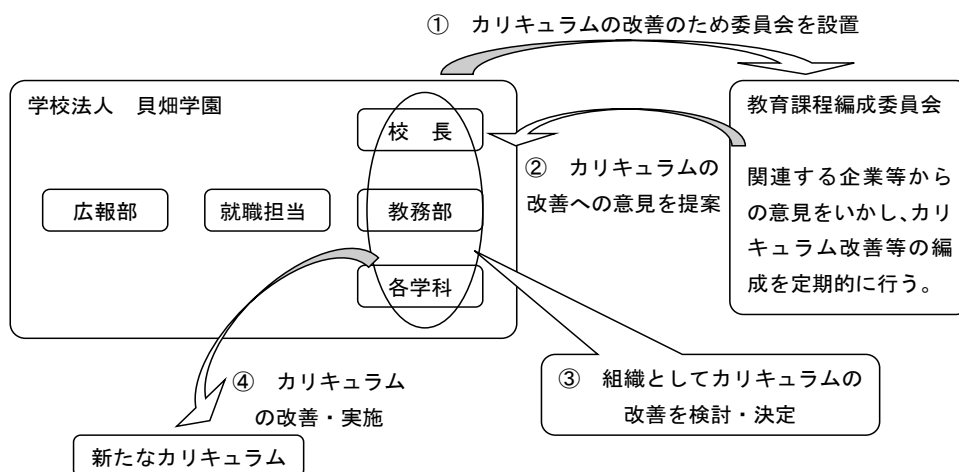 ① カリキュラムの改善のため委員会を設置
学校法人 貝畑学園
校 長
広報部
就職担当
教務部
各学科
② カリキュラムの
改善への意見を提案
教育課程編成委員会
関連する企業等から
の意見をいかし、カリ
キュラム改善等の編
成を定期的に行う。
③ 組織としてカリキュラムの
改善を検討・決定
④ カリキュラム
の改善・実施
新たなカリキュラム